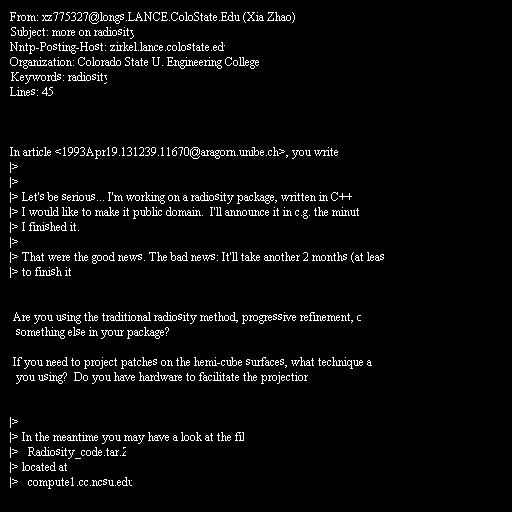 From: xz775327@longs.LANCE.ColoState.Edu (Xia Zhao)
Subject: more on radiosity
Nntp-Posting-Host: zirkel.lance.colostate.ed
Organization: Colorado State U. Engineering College
Keywords: radiosity
Lines: 45
In article <1993Apr19.131239.11670@aragorn.unibe.ch>, you write
|>
|>
|> Let's be serious... I'm working on a radiosity package, written in C++
|> I would like to make it public domain.  I'll announce it in c.g. the minut
|> I finished it.
|>
|> That were the good news. The bad news: It'll take another 2 months (at leas
|> to finish it
Are you using the traditional radiosity method, progressive refinement, o
something else in your package?
If you need to project patches on the hemi-cube surfaces, what technique a
you using?  Do you have hardware to facilitate the projection
|>
|> In the meantime you may have a look at the fil
|>   Radiosity_code.tar.Z
|> located at
|>   compute1.cc.ncsu.edu